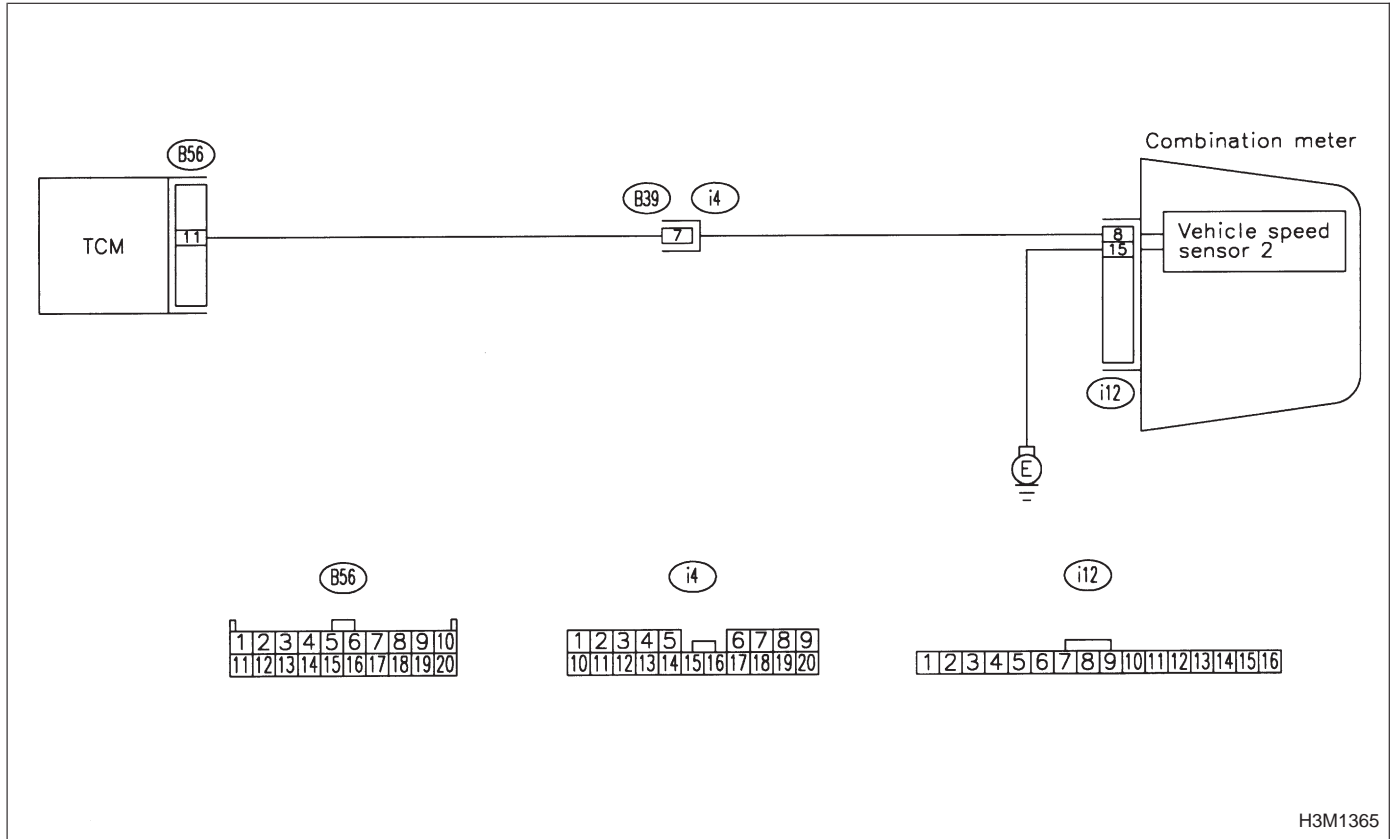 Combination meter
B56
B39 i4
TCM
11
7
8
15
Vehicle speed
sensor 2
i12
E
B56
i4
i12
1 2 3 4 5 6 7 8 9 10
11 12 13 14 15 16 17 18 19 20
1 2 3 4 5 6 7 8 9
10 11 12 13 14 15 16 17 18 19 20
1 2 3 4 5 6 7 8 9 10 11 12 13 14 15 16
H3M1365